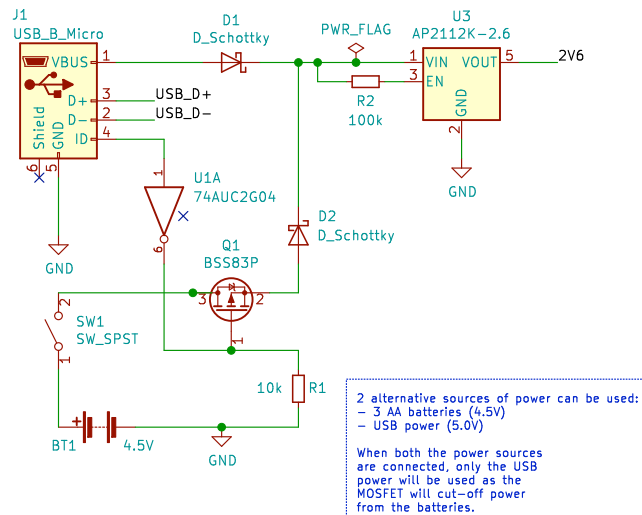 J1
USB_B_Micro
VBUS
1
D+
3
D-
2
ID
4
Shield
GND
6
5
GND
USB_D+
USB_D-
D1
D_Schottky
PWR_FLAG
U3
AP2112K-2.6
1
VIN
VOUT
5
2V6
3
EN
GND
2
GND
R2
100k
1
U1A
74AUC2G04
6
D2
D_Schottky
Q1
BSS83P
3
2
1
2
SW1
SW_SPST
1
10k
R1
BT1
+
4.5V
GND
2 alternative sources of power can be used:
- 3 AA batteries (4.5V)
- USB power (5.0V)
When both the power sources
are connected, only the USB
power will be used as the
MOSFET will cut-off power
from the batteries.